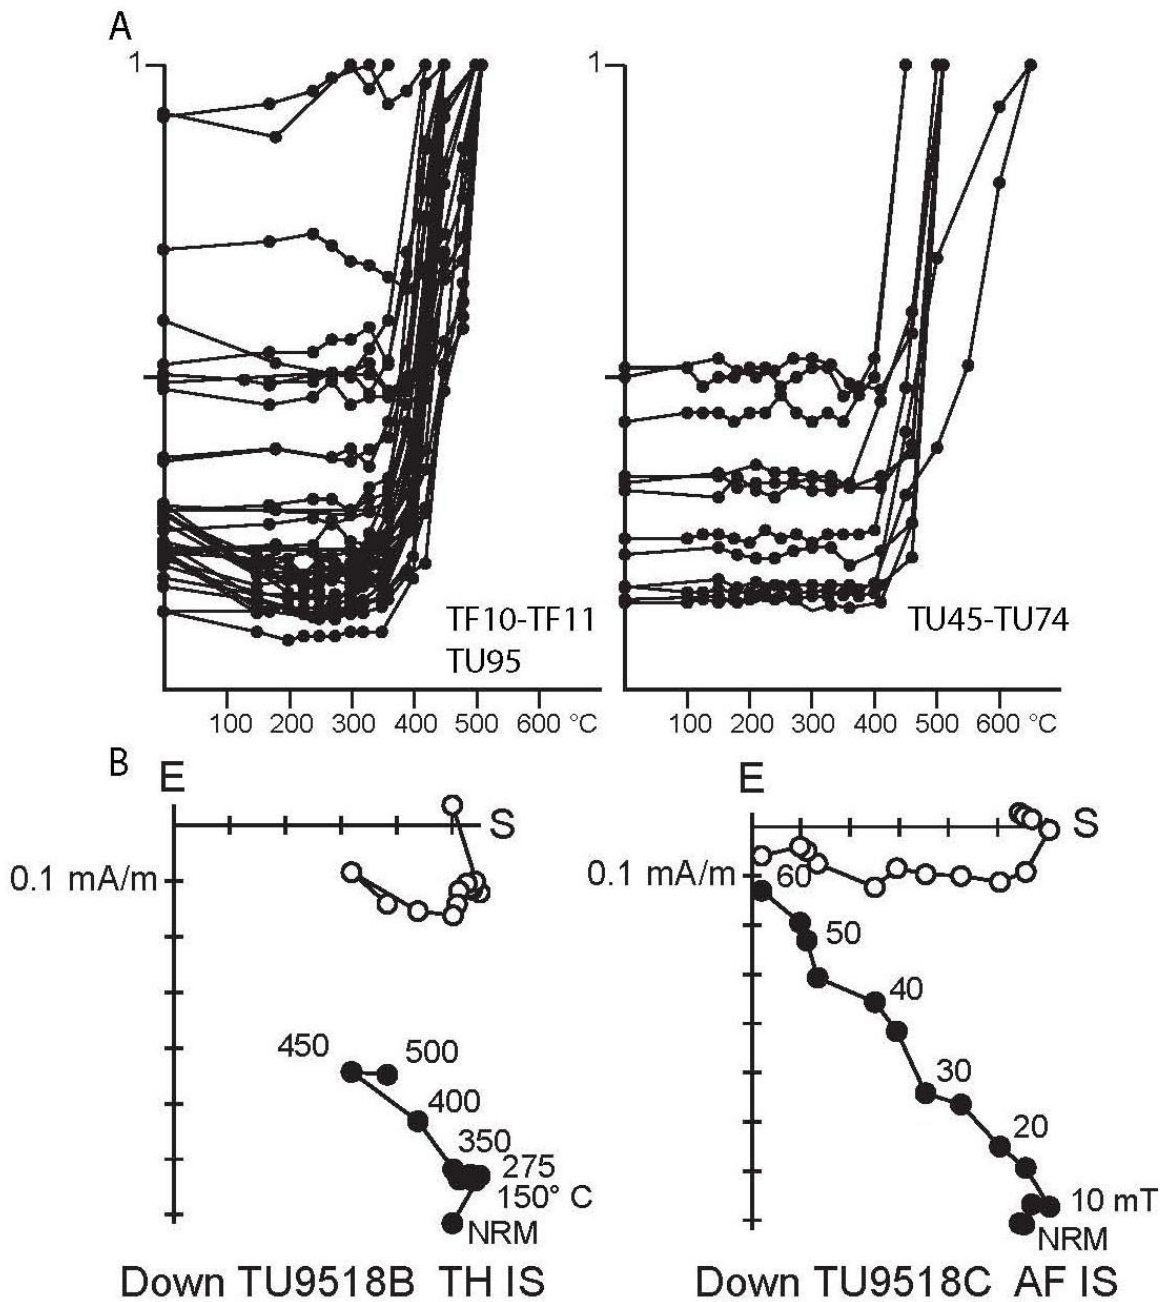 A
1 1
TF10-TF11
TU95
TU45-TU74
100 200 300 400 500 600 °C
100 200 300 400 500 600 °C
B
E
S
0.1 mA/m
450
500
400
350
275
150° C
NRM
Down TU9518B TH IS
E
S
0.1 mA/m
60
50
40
30
20
10 mT
NRM
Down TU9518C AF IS